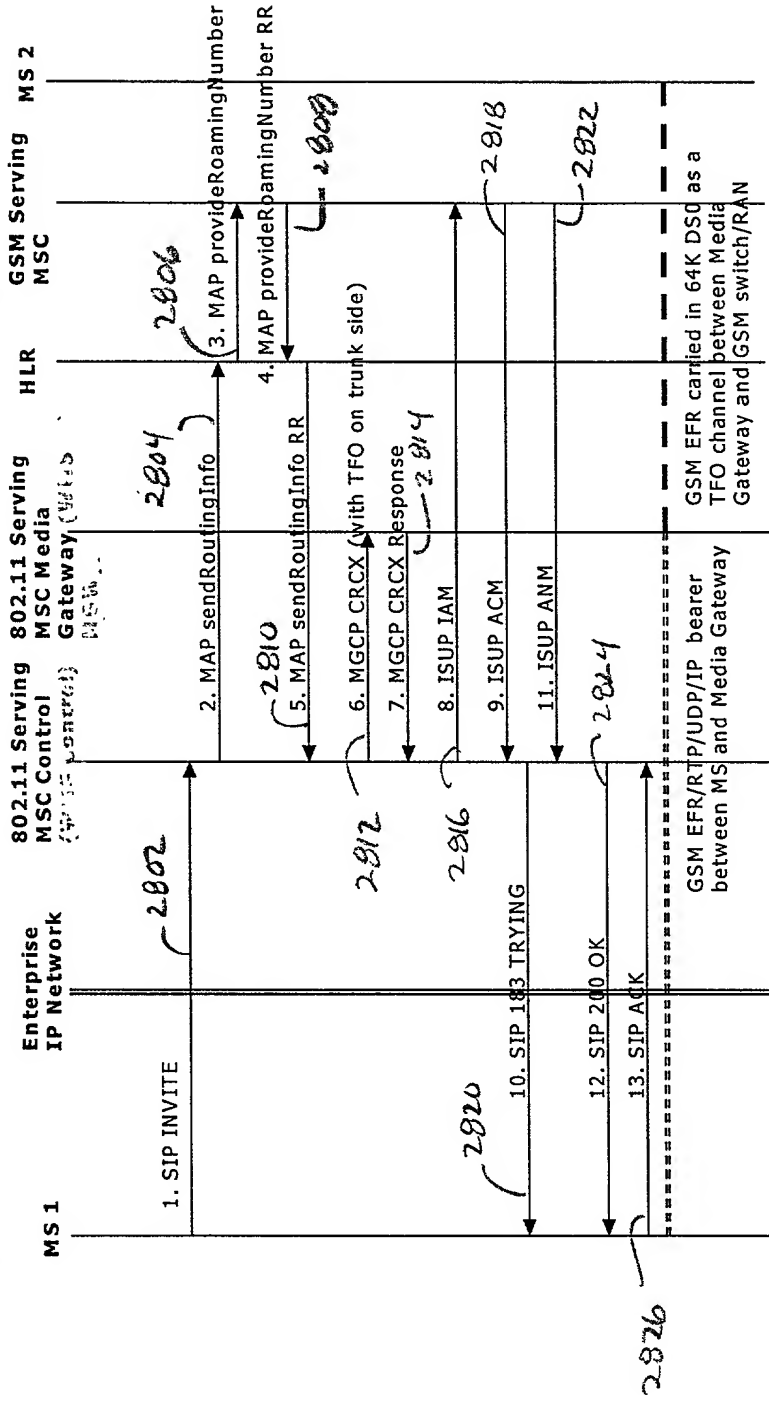 MS 1
Enterprise
IP Network
802.11 Serving
MSC Control
802.11 Serving
MSC Media
Gateway
HLR
GSM Serving
MSC
MS 2
1. SIP INVITE
2802
2. MAP sendRoutingInfo
2804
3. MAP provideRoamingNumber
2806
4. MAP provideRoamingNumber RR
2808
5. MAP sendRoutingInfo RR
2810
6. MGCP CRCX (with TFO on trunk side)
2812
7. MGCP CRCX Response
2814
8. ISUP IAM
2816
9. ISUP ACM
2818
10. SIP 183 TRYING
2820
11. ISUP ANM
2822
12. SIP 200 OK
2824
13. SIP ACK
2826
GSM EFR/RTP/UDP/IP bearer
between MS and Media Gateway
GSM EFR carried in 64K DS0 as a
TFO channel between Media
Gateway and GSM switch/RAN